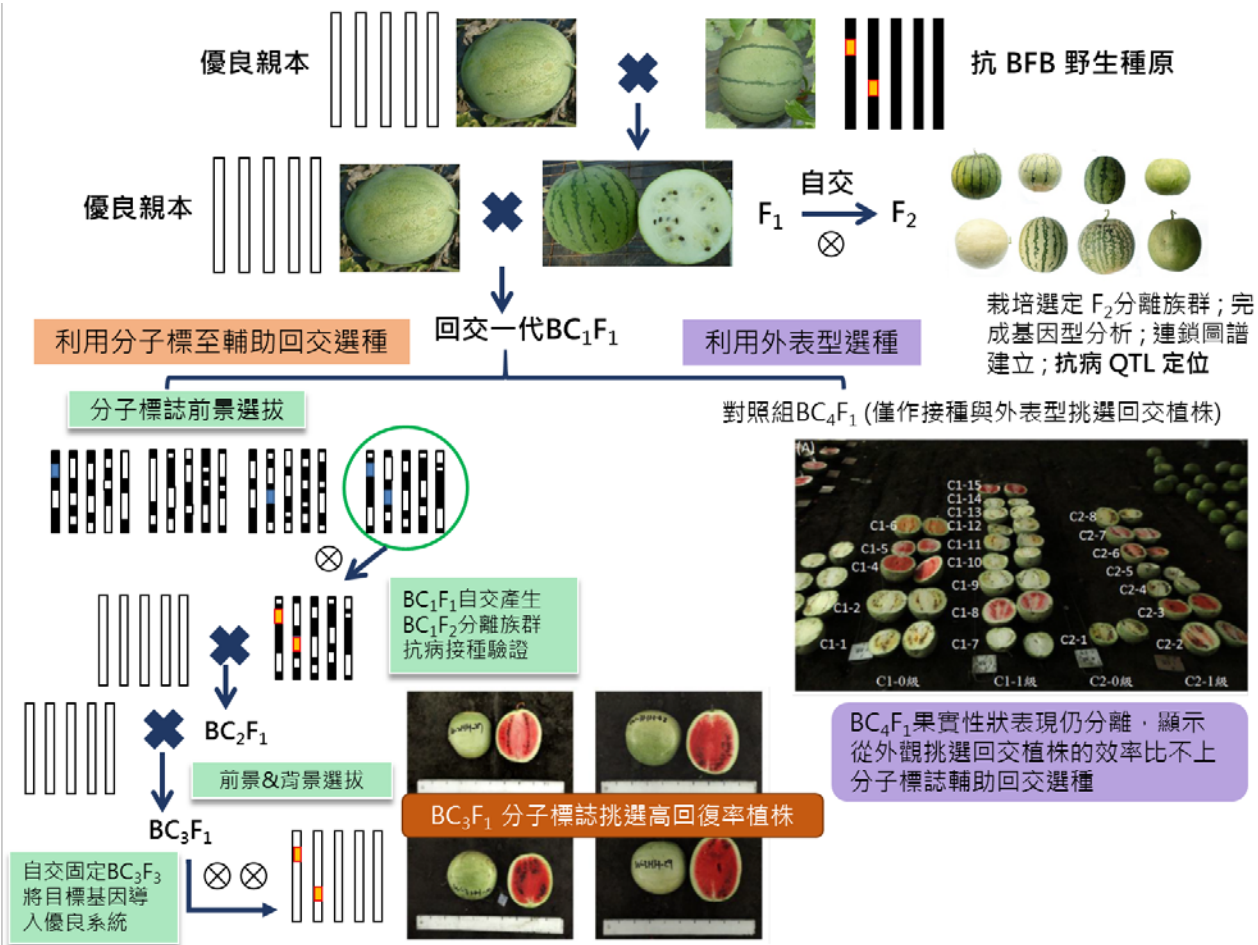 優良親本
抗 BFB 野生種原
優良親本
F₁
自交
F₂
栽培選定 F₂分離族群 ; 完
成基因型分析 ; 連鎖圖譜
建立 ; 抗病 QTL 定位
利用分子標至輔助回交選種
回交一代BC₁F₁
利用外表型選種
分子標誌前景選拔
對照組BC₄F₁ (僅作接種與外表型挑選回交植株)
C1-15
C1-14
C1-13
C1-12
C1-11
C1-10
C1-9
C1-8
C1-7
C1-6
C1-5
C1-4
C1-2
C1-1
C2-8
C2-7
C2-6
C2-5
C2-4
C2-3
C2-1
C2-2
C1-0級
C1-1級
C2-0級
C2-1級
BC₁F₁自交產生
BC₁F₂分離族群
抗病接種驗證
BC₂F₁
前景&背景選拔
BC₃F₁
自交固定BC₃F₃
將目標基因導
入優良系統
BC₃F₁ 分子標誌挑選高回復率植株
BC₄F₁果實性狀表現仍分離，顯示
從外觀挑選回交植株的效率比不上
分子標誌輔助回交選種